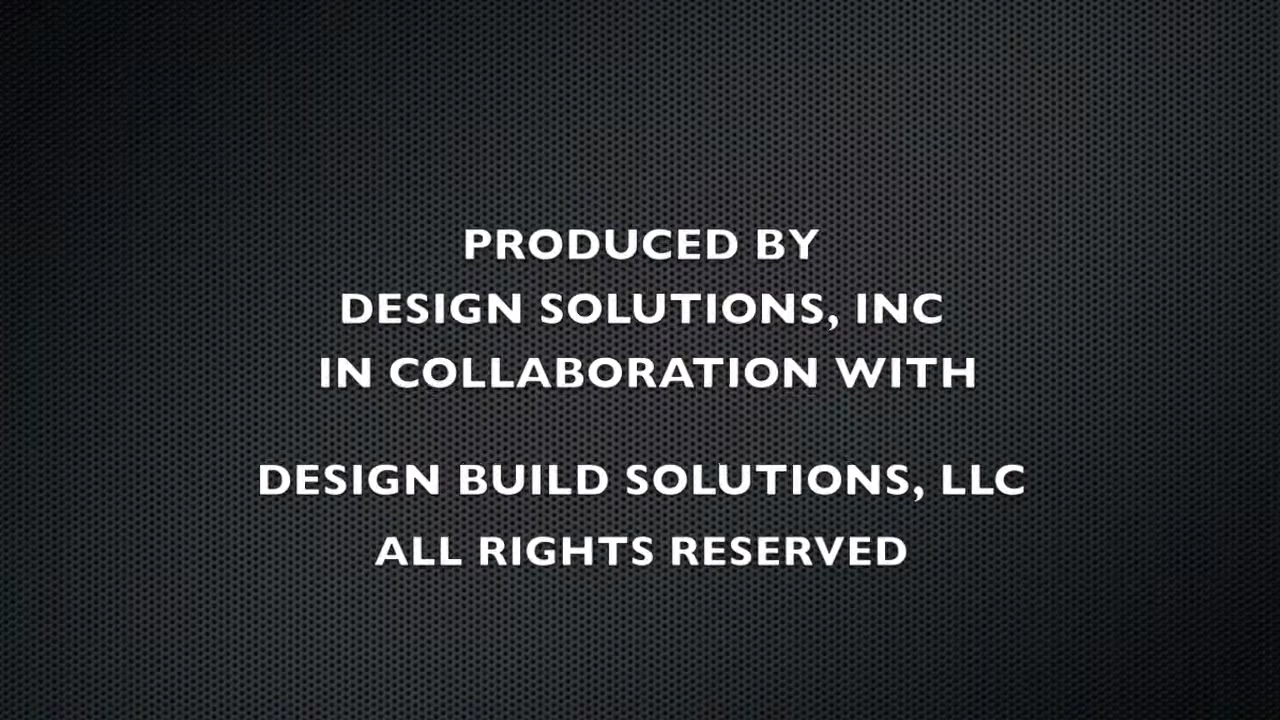 PRODUCED BY
DESIGN SOLUTIONS, INC
IN COLLABORATION WITH
DESIGN BUILD SOLUTIONS, LLC
ALL RIGHTS RESERVED